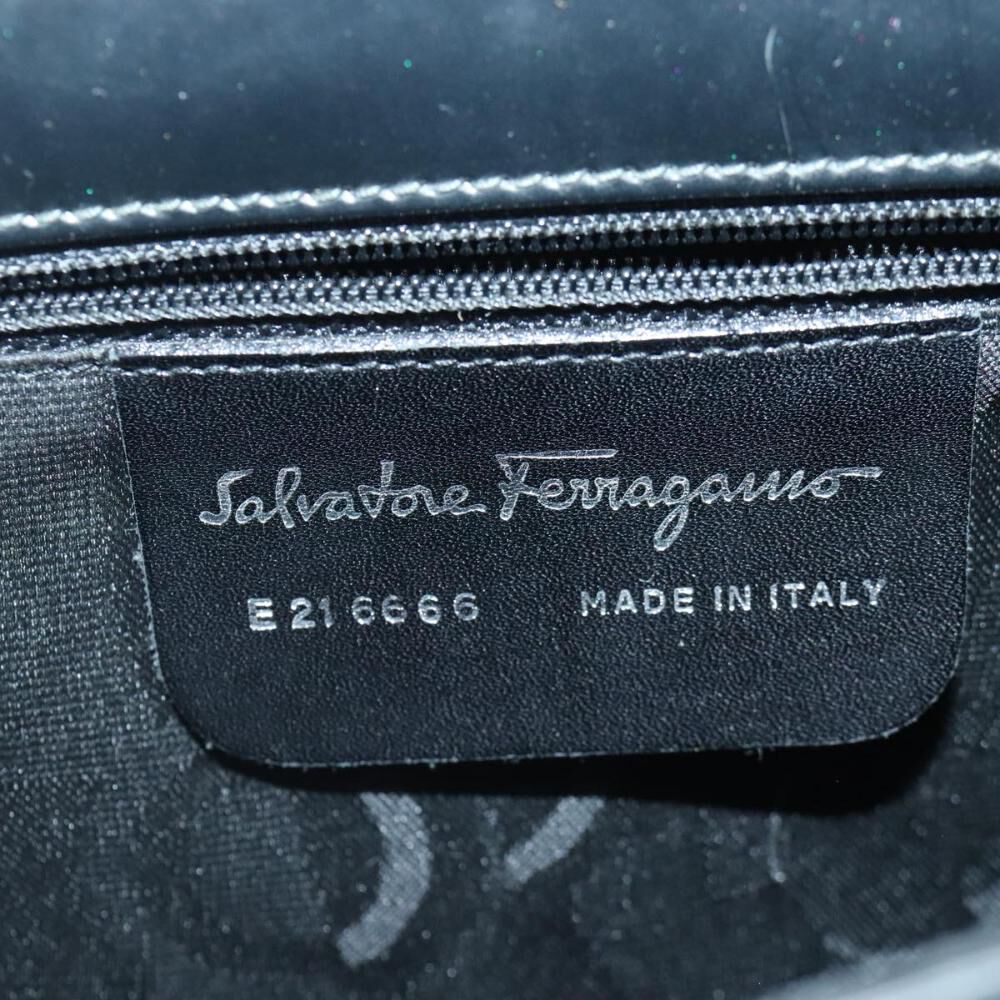 Salvatore Ferragamo
E 21 6666 MADE IN ITALY